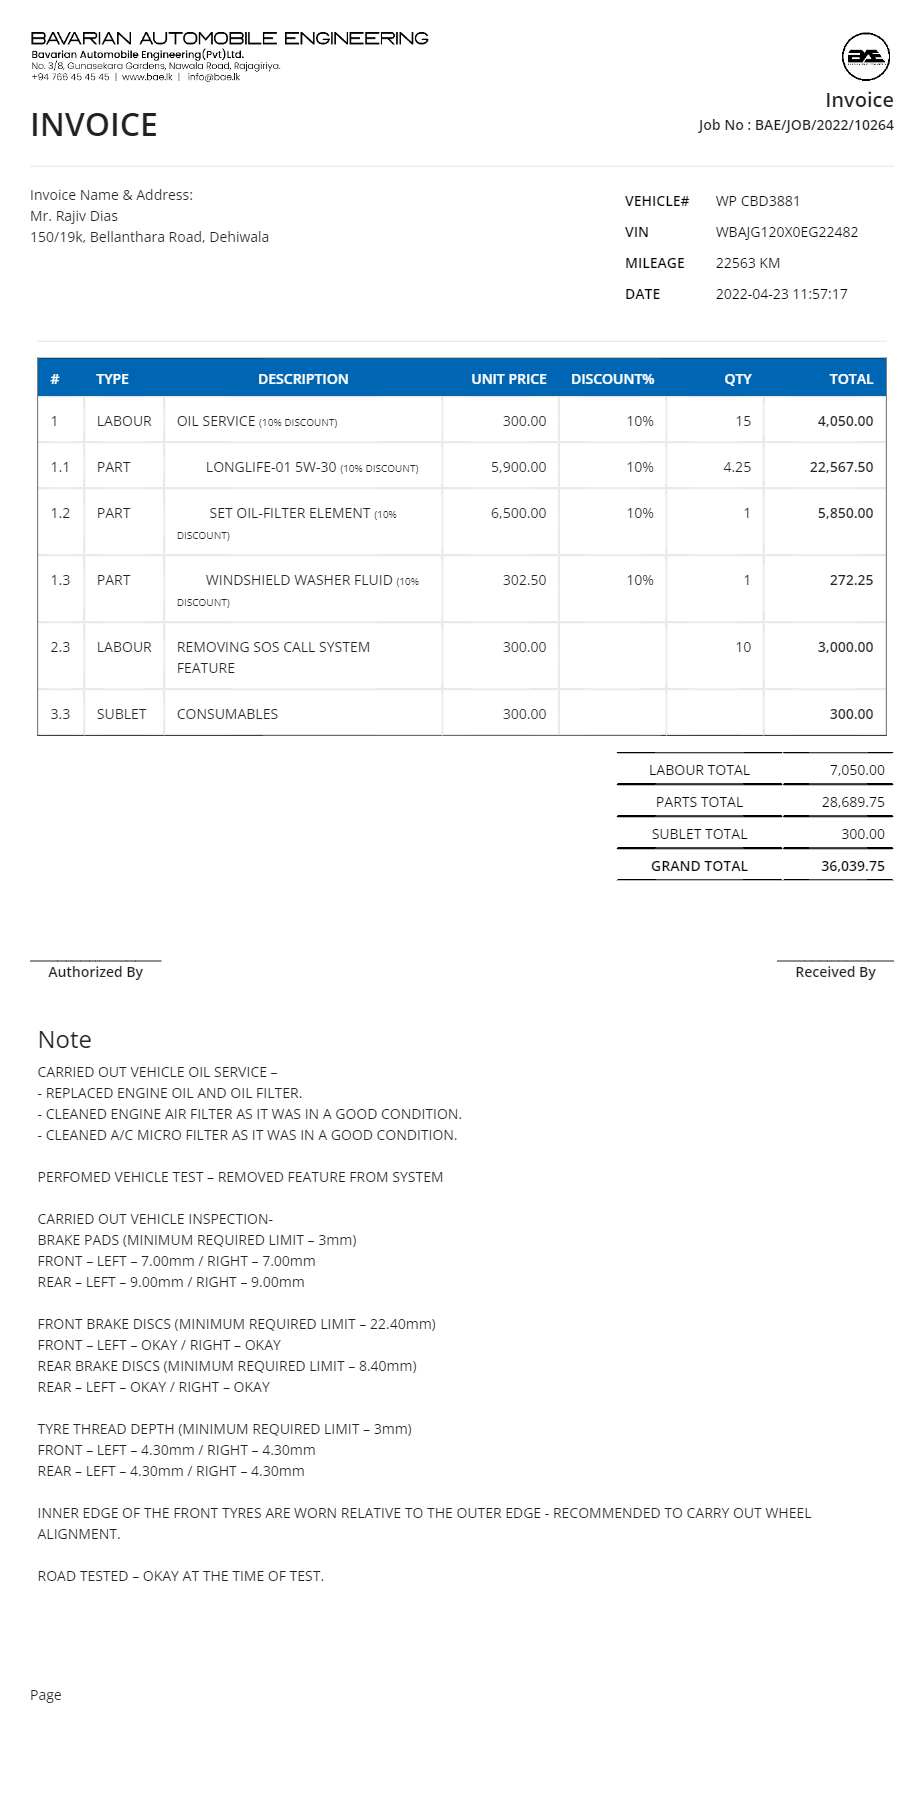 BAVARIAN AUTOMOBILE ENGINEERING
Bavarian Automobile Engineering(Pvt)Ltd.
No. 3/8, Gunasekara Gardens, Nawala Road, Rajagiriya.
+94 766 45 45 45 | www.bae.lk | info@bae.lk
BAE
Invoice
INVOICE
Job No : BAE/JOB/2022/10264
Invoice Name & Address:
Mr. Rajiv Dias
150/19k, Bellanthara Road, Dehiwala
VEHICLE# WP CBD3881
VIN WBAJG120X0EG22482
MILEAGE 22563 KM
DATE 2022-04-23 11:57:17
# TYPE DESCRIPTION UNIT PRICE DISCOUNT% QTY TOTAL
1 LABOUR OIL SERVICE (10% DISCOUNT) 300.00 10% 15 4,050.00
1.1 PART LONGLIFE-01 5W-30 (10% DISCOUNT) 5,900.00 10% 4.25 22,567.50
1.2 PART SET OIL-FILTER ELEMENT (10% 6,500.00 10% 1 5,850.00
DISCOUNT)
1.3 PART WINDSHIELD WASHER FLUID (10% 302.50 10% 1 272.25
DISCOUNT)
2.3 LABOUR REMOVING SOS CALL SYSTEM 300.00 10 3,000.00
FEATURE
3.3 SUBLET CONSUMABLES 300.00 300.00
LABOUR TOTAL 7,050.00
PARTS TOTAL 28,689.75
SUBLET TOTAL 300.00
GRAND TOTAL 36,039.75
Authorized By Received By
Note
CARRIED OUT VEHICLE OIL SERVICE –
- REPLACED ENGINE OIL AND OIL FILTER.
- CLEANED ENGINE AIR FILTER AS IT WAS IN A GOOD CONDITION.
- CLEANED A/C MICRO FILTER AS IT WAS IN A GOOD CONDITION.
PERFOMED VEHICLE TEST – REMOVED FEATURE FROM SYSTEM
CARRIED OUT VEHICLE INSPECTION-
BRAKE PADS (MINIMUM REQUIRED LIMIT – 3mm)
FRONT – LEFT – 7.00mm / RIGHT – 7.00mm
REAR – LEFT – 9.00mm / RIGHT – 9.00mm
FRONT BRAKE DISCS (MINIMUM REQUIRED LIMIT – 22.40mm)
FRONT – LEFT – OKAY / RIGHT – OKAY
REAR BRAKE DISCS (MINIMUM REQUIRED LIMIT – 8.40mm)
REAR – LEFT – OKAY / RIGHT – OKAY
TYRE THREAD DEPTH (MINIMUM REQUIRED LIMIT – 3mm)
FRONT – LEFT – 4.30mm / RIGHT – 4.30mm
REAR – LEFT – 4.30mm / RIGHT – 4.30mm
INNER EDGE OF THE FRONT TYRES ARE WORN RELATIVE TO THE OUTER EDGE - RECOMMENDED TO CARRY OUT WHEEL
ALIGNMENT.
ROAD TESTED – OKAY AT THE TIME OF TEST.
Page